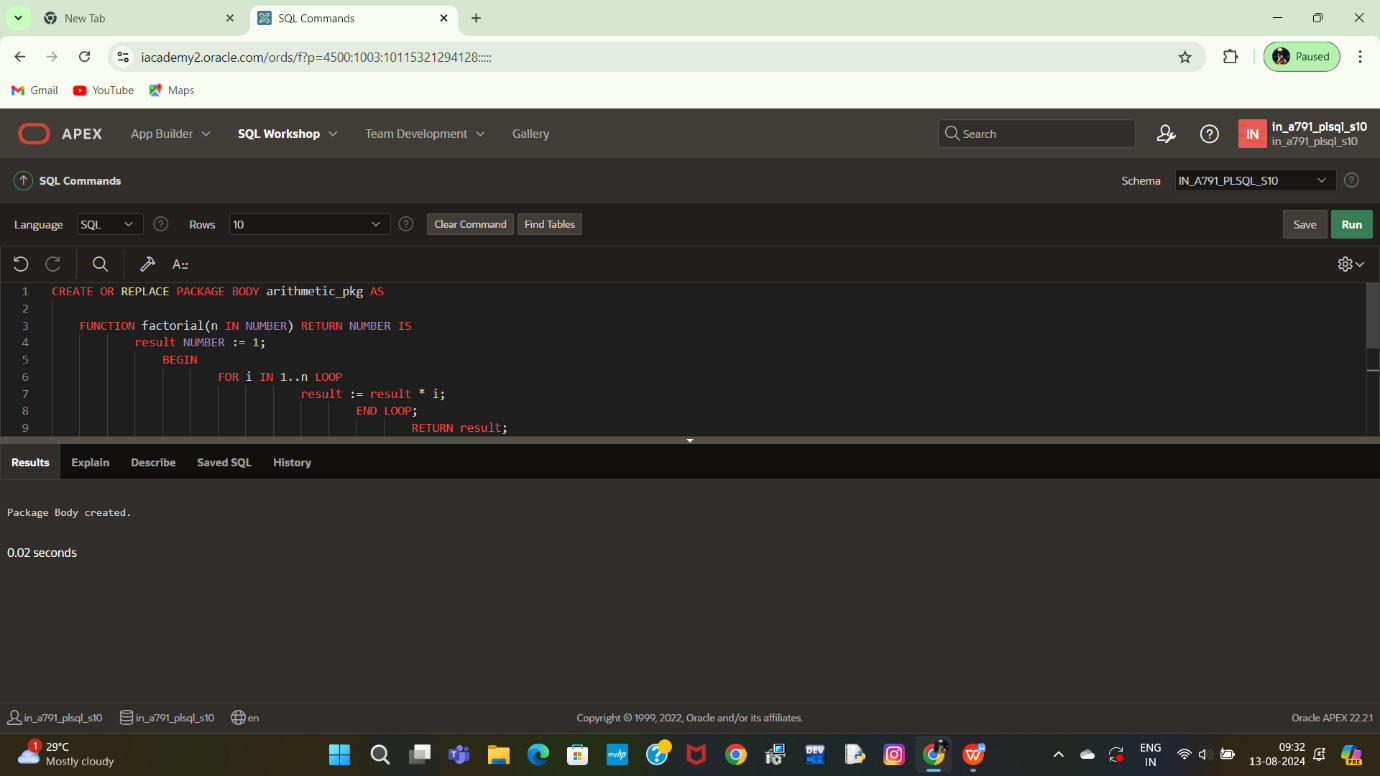 New Tab
SQL Commands
iacademy2.oracle.com/ords/f?p=4500:1003:10115321294128:::::
Paused
Gmail YouTube Maps
APEX App Builder SQL Workshop Team Development Gallery
Search
IN in_a791_plsql_s10
in_a791_plsql_s10
SQL Commands
Schema IN_A791_PLSQL_S10
Language SQL Rows 10 Clear Command Find Tables Save Run
A::
1 CREATE OR REPLACE PACKAGE BODY arithmetic_pkg AS
2
3 FUNCTION factorial(n IN NUMBER) RETURN NUMBER IS
4 result NUMBER := 1;
5 BEGIN
6 FOR i IN 1..n LOOP
7 result := result * i;
8 END LOOP;
9 RETURN result;
Results Explain Describe Saved SQL History
Package Body created.
0.02 seconds
in_a791_plsql_s10 in_a791_plsql_s10 en
Copyright © 1999, 2022, Oracle and/or its affiliates.
Oracle APEX 22.2.1
1 29°C
Mostly cloudy
myhp
DEV
ENG
IN
09:32
13-08-2024
PRE